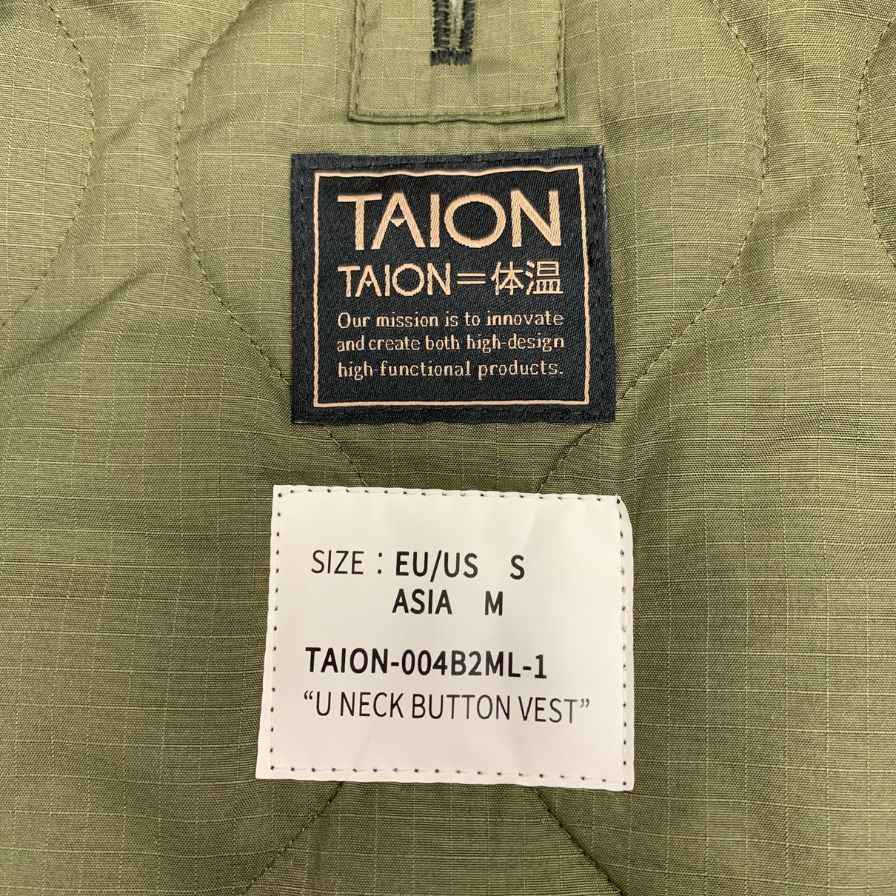 TAION
TAION=体温
Our mission is to innovate
and create both high-design
high-functional products.
SIZE : EU/US S
ASIA M
TAION-004B2ML-1
“U NECK BUTTON VEST”